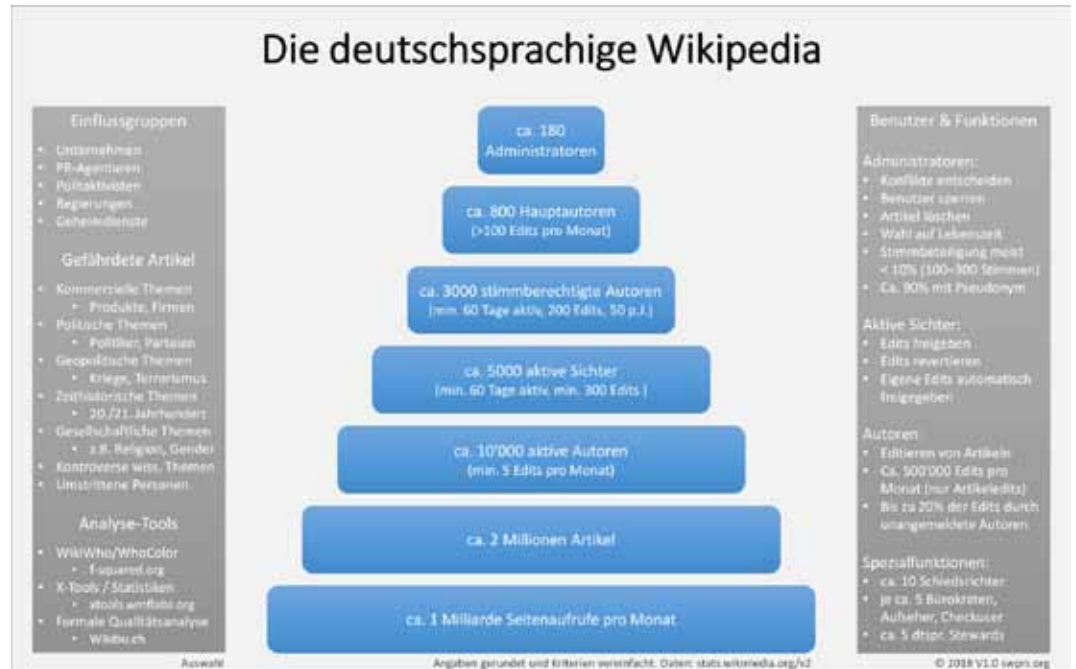 Die deutschsprachige Wikipedia
Einflussgruppen
• Unternehmen
• PR-Agenturen
• Politaktivisten
• Regierungen
• Geheimdienste
Gefährdete Artikel
• Kommerzielle Themen
• Produkte, Firmen
• Politische Themen
• Politiker, Parteien
• Geopolitische Themen
• Kriege, Terrorismus
• Zeithistorische Themen
• 20./21. Jahrhundert
• Gesellschaftliche Themen
• z.B. Religion, Gender
• Kontroverse wiss. Themen
• Umstrittene Personen
Analyse-Tools
• WikiWho/WhoColor
• f-squared.org
• X-Tools / Statistiken
• xtools.wmflabs.org
• Formale Qualitätsanalyse
• Wikibu.ch
Auswahl
ca. 180
Administratoren
ca. 800 Hauptautoren
(>100 Edits pro Monat)
ca. 3000 stimmberechtigte Autoren
(min. 60 Tage aktiv, 200 Edits, 50 p.J.)
ca. 5000 aktive Sichter
(min. 60 Tage aktiv, min. 300 Edits )
ca. 10'000 aktive Autoren
(min. 5 Edits pro Monat)
ca. 2 Millionen Artikel
ca. 1 Milliarde Seitenaufrufe pro Monat
Angaben gerundet und Kriterien vereinfacht. Daten: stats.wikimedia.org/v2
Benutzer & Funktionen
Administratoren:
• Konflikte entscheiden
• Benutzer sperren
• Artikel löschen
• Wahl auf Lebenszeit
• Stimmbeteiligung meist
< 10% (100–300 Stimmen)
• Ca. 90% mit Pseudonym
Aktive Sichter:
• Edits freigeben
• Edits revertieren
• Eigene Edits automatisch
freigegeben
Autoren:
• Editieren von Artikeln
• Ca. 500'000 Edits pro
Monat (nur Artikeledits)
• Bis zu 20% der Edits durch
unangemeldete Autoren
Spezialfunktionen:
• ca. 10 Schiedsrichter
• je ca. 5 Bürokraten,
Aufseher, Checkuser
• ca. 5 dtspr. Stewards
© 2018 V1.0 swprs.org